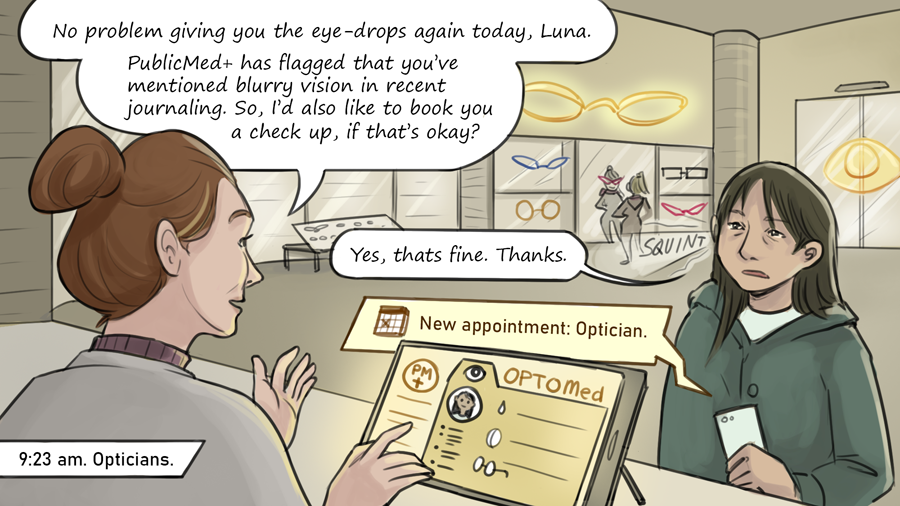 No problem giving you the eye-drops again today, Luna.
PublicMed+ has flagged that you've
mentioned blurry vision in recent
journaling. So, I'd also like to book you
a check up, if that's okay?
Yes, thats fine. Thanks.
SQUINT
New appointment: Optician.
PM
+
OPTOMed
9:23 am. Opticians.